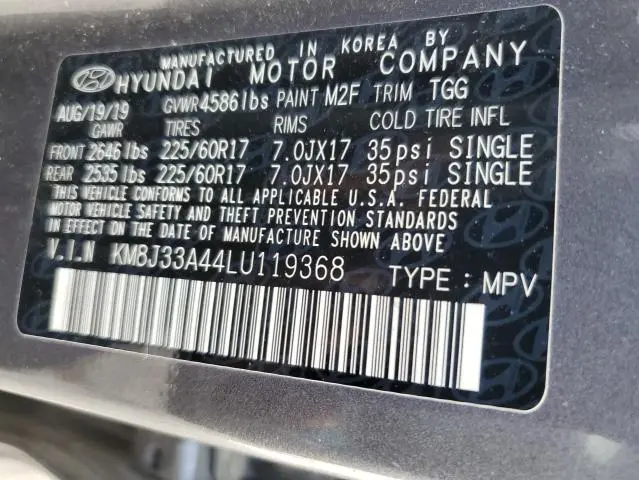 MANUFACTURED IN KOREA BY
HYUNDAI MOTOR COMPANY
AUG/19/19 GVWR 4586lbs PAINT M2F TRIM TGG
GAWR TIRES RIMS COLD TIRE INFL
FRONT 2646lbs 225/60R17 7.0JX17 35psi SINGLE
REAR 2535lbs 225/60R17 7.0JX17 35psi SINGLE
THIS VEHICLE CONFORMS TO ALL APPLICABLE U.S.A. FEDERAL
MOTOR VEHICLE SAFETY AND THEFT PREVENTION STANDARDS
IN EFFECT ON THE DATE OF MANUFACTURE SHOWN ABOVE.
V.I.N KM8J33A44LU119368 TYPE : MPV